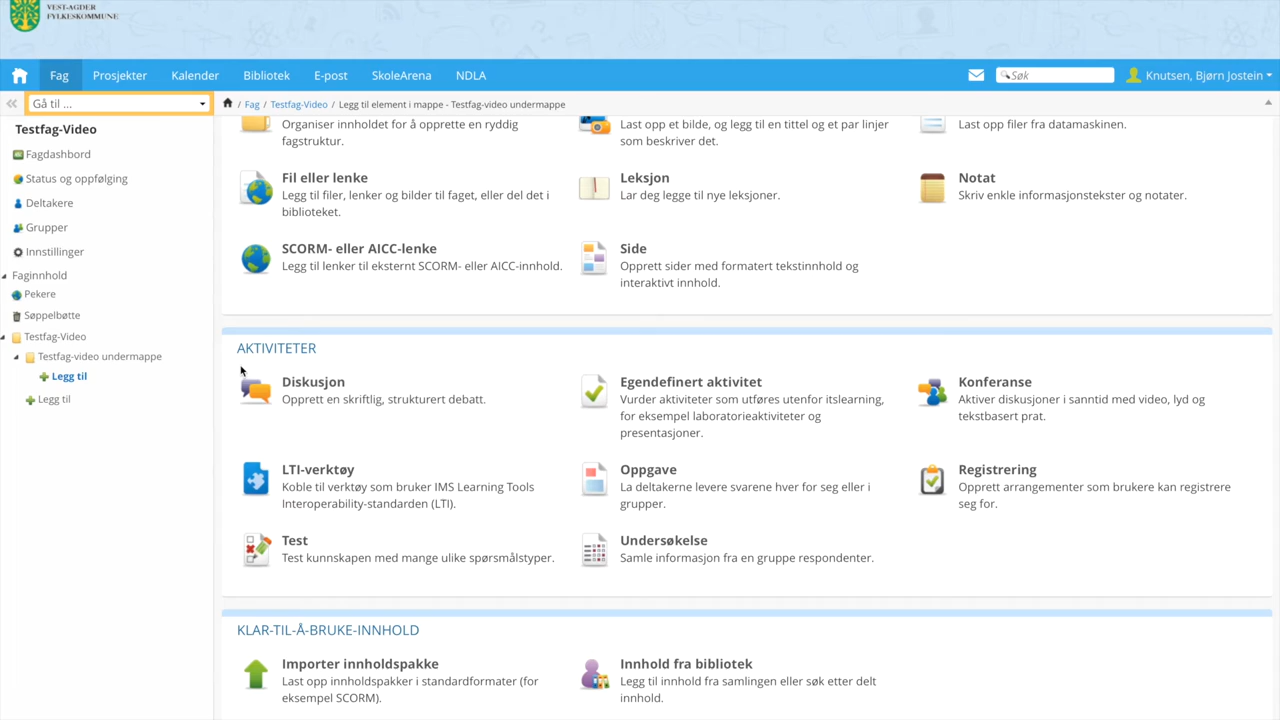 VEST-AGDER
FYLKESKOMMUNE
Fag
Prosjekter
Kalender
Bibliotek
E-post
SkoleArena
NDLA
Søk
Knutsen, Bjørn Jostein
Gå til ...
/ Fag / Testfag-Video / Legg til element i mappe - Testfag-video undermappe
Testfag-Video
Fagdashbord
Status og oppfølging
Deltakere
Grupper
Innstillinger
Faginnhold
Pekere
Søppelbøtte
Testfag-Video
Testfag-video undermappe
Legg til
Legg til
Organiser innholdet for å opprette en ryddig
fagstruktur.
Last opp et bilde, og legg til en tittel og et par linjer
som beskriver det.
Last opp filer fra datamaskinen.
Fil eller lenke
Legg til filer, lenker og bilder til faget, eller del det i
biblioteket.
Leksjon
Lar deg legge til nye leksjoner.
Notat
Skriv enkle informasjonstekster og notater.
SCORM- eller AICC-lenke
Legg til lenker til eksternt SCORM- eller AICC-innhold.
Side
Opprett sider med formatert tekstinnhold og
interaktivt innhold.
AKTIVITETER
Diskusjon
Opprett en skriftlig, strukturert debatt.
Egendefinert aktivitet
Vurder aktiviteter som utføres utenfor itslearning,
for eksempel laboratorieaktiviteter og
presentasjoner.
Konferanse
Aktiver diskusjoner i sanntid med video, lyd og
tekstbasert prat.
LTI-verktøy
Koble til verktøy som bruker IMS Learning Tools
Interoperability-standarden (LTI).
Oppgave
La deltakerne levere svarene hver for seg eller i
grupper.
Registrering
Opprett arrangementer som brukere kan registrere
seg for.
Test
Test kunnskapen med mange ulike spørsmålstyper.
Undersøkelse
Samle informasjon fra en gruppe respondenter.
KLAR-TIL-Å-BRUKE-INNHOLD
Importer innholdspakke
Last opp innholdspakker i standardformater (for
eksempel SCORM).
Innhold fra bibliotek
Legg til innhold fra samlingen eller søk etter delt
innhold.